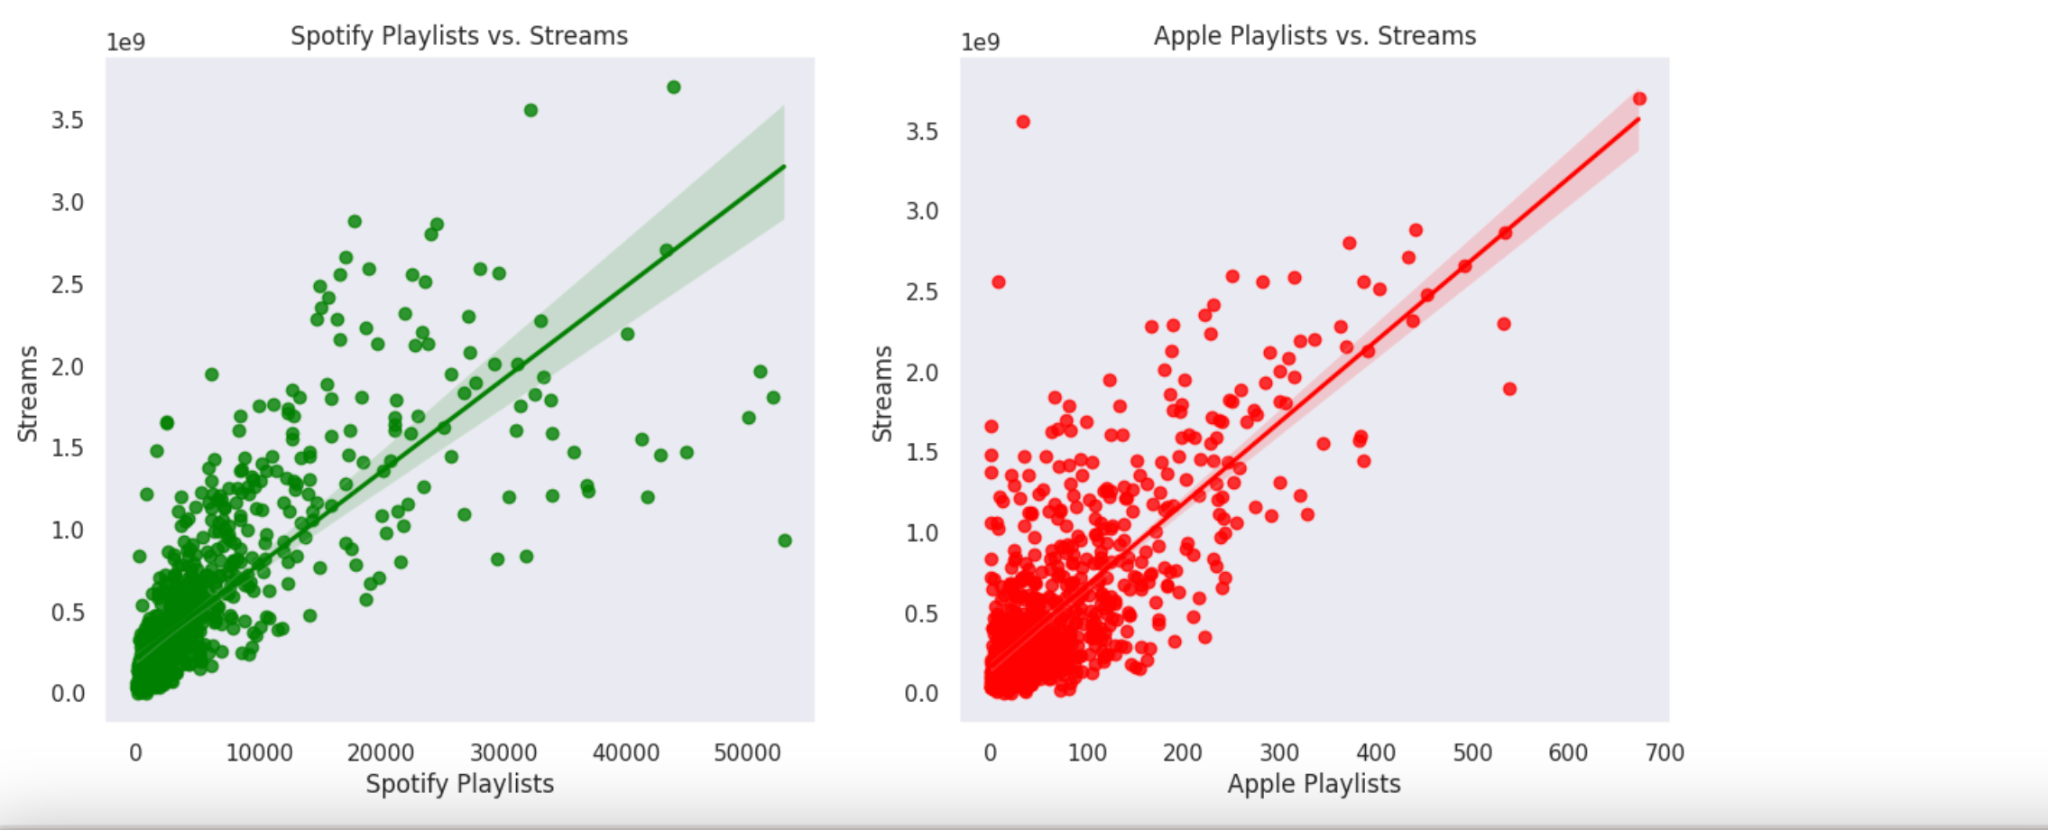 Spotify Playlists vs. Streams
1e9
3.5
3.0
2.5
2.0
1.5
1.0
0.5
0.0
Streams
0 10000 20000 30000 40000 50000
Spotify Playlists
Apple Playlists vs. Streams
1e9
3.5
3.0
2.5
2.0
1.5
1.0
0.5
0.0
Streams
0 100 200 300 400 500 600 700
Apple Playlists